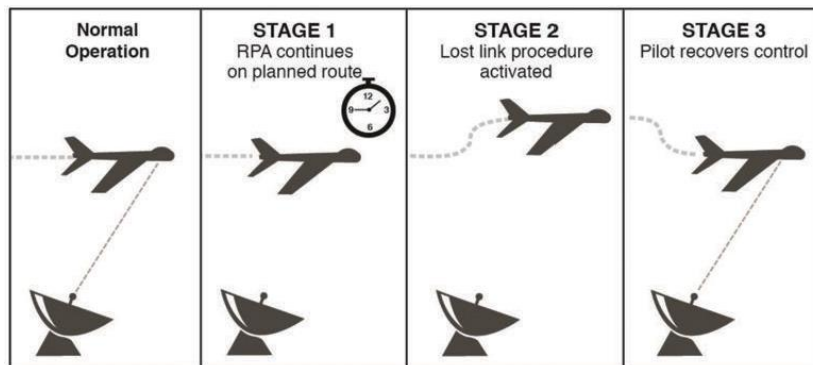 Normal
Operation
STAGE 1
RPA continues
on planned route
12
9
3
6
STAGE 2
Lost link procedure
activated
STAGE 3
Pilot recovers control